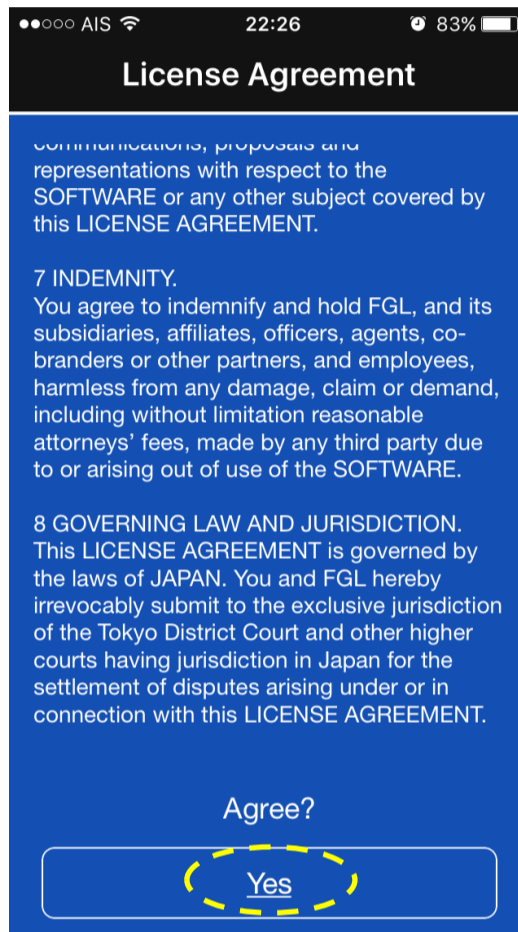 AIS 22:26 83%
License Agreement
communications, proposals and
representations with respect to the
SOFTWARE or any other subject covered by
this LICENSE AGREEMENT.
7 INDEMNITY.
You agree to indemnify and hold FGL, and its
subsidiaries, affiliates, officers, agents, co-
branders or other partners, and employees,
harmless from any damage, claim or demand,
including without limitation reasonable
attorneys’ fees, made by any third party due
to or arising out of use of the SOFTWARE.
8 GOVERNING LAW AND JURISDICTION.
This LICENSE AGREEMENT is governed by
the laws of JAPAN. You and FGL hereby
irrevocably submit to the exclusive jurisdiction
of the Tokyo District Court and other higher
courts having jurisdiction in Japan for the
settlement of disputes arising under or in
connection with this LICENSE AGREEMENT.
Agree?
Yes